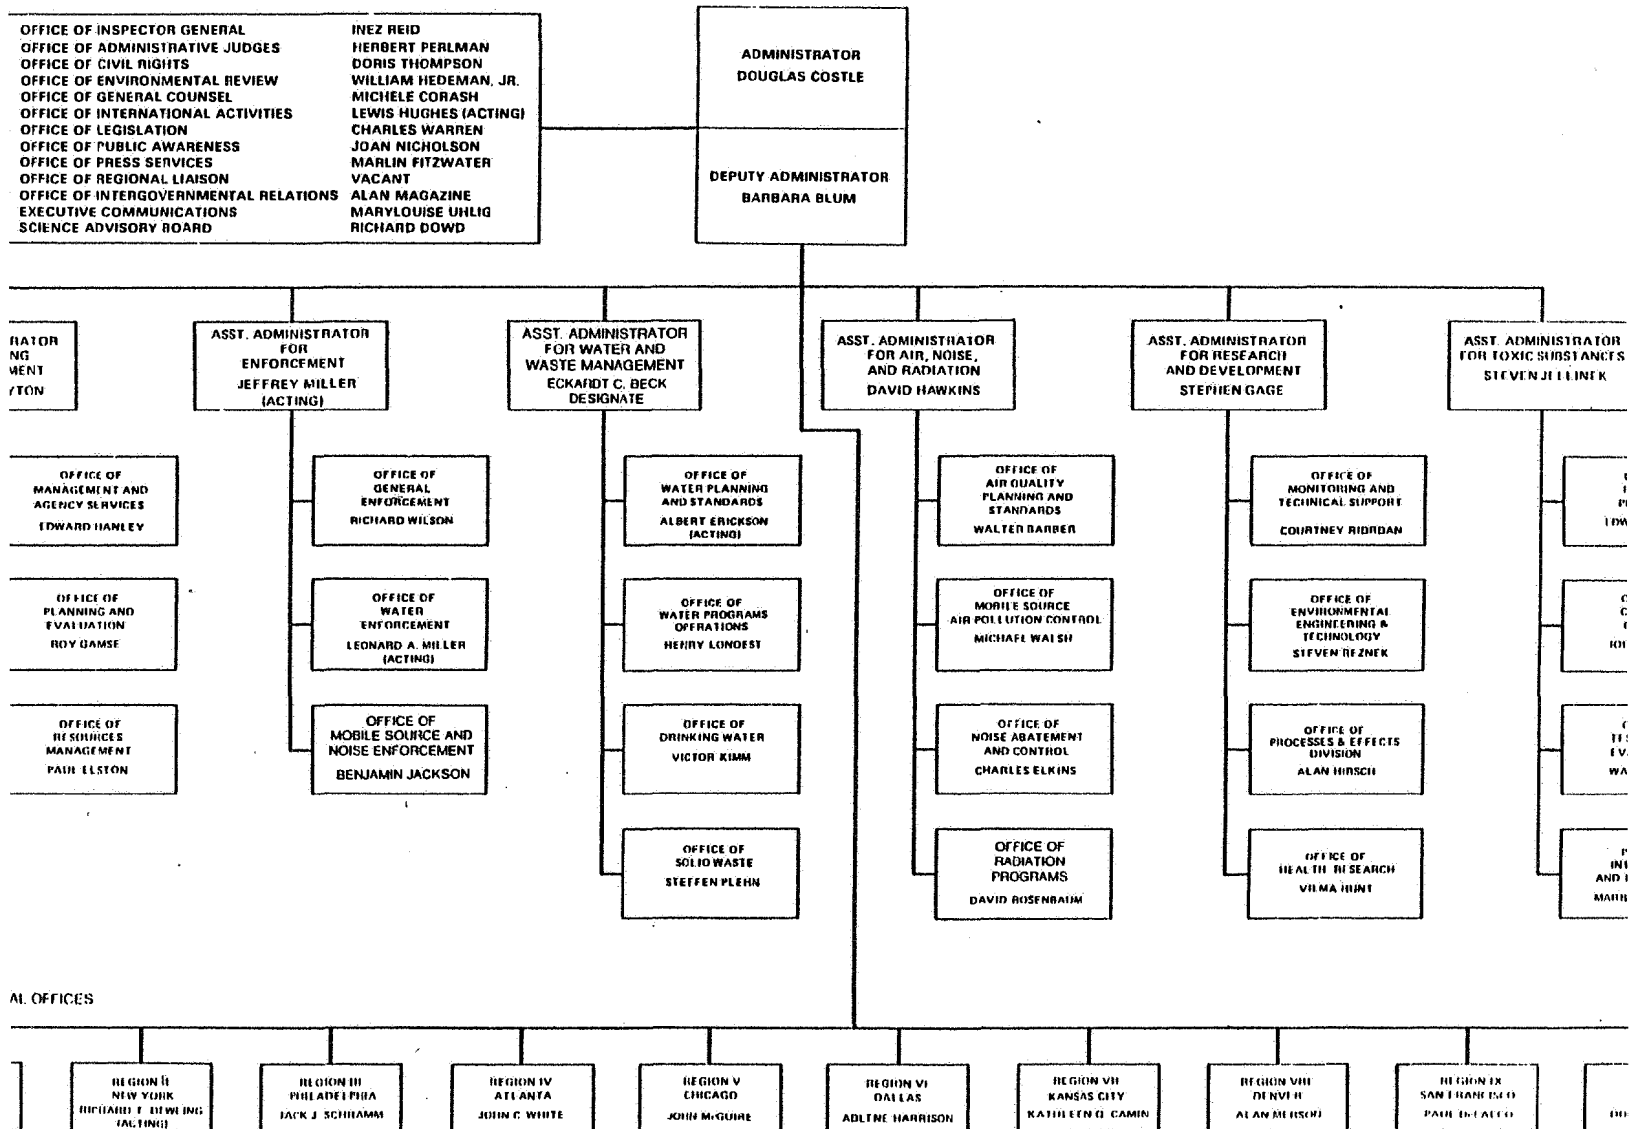 OFFICE OF INSPECTOR GENERAL INEZ REID
OFFICE OF ADMINISTRATIVE JUDGES HERBERT PERLMAN
OFFICE OF CIVIL RIGHTS DORIS THOMPSON
OFFICE OF ENVIRONMENTAL REVIEW WILLIAM HEDEMAN, JR.
OFFICE OF GENERAL COUNSEL MICHELE CORASH
OFFICE OF INTERNATIONAL ACTIVITIES LEWIS HUGHES (ACTING)
OFFICE OF LEGISLATION CHARLES WARREN
OFFICE OF PUBLIC AWARENESS JOAN NICHOLSON
OFFICE OF PRESS SERVICES MARLIN FITZWATER
OFFICE OF REGIONAL LIAISON VACANT
OFFICE OF INTERGOVERNMENTAL RELATIONS ALAN MAGAZINE
EXECUTIVE COMMUNICATIONS MARYLOUISE UHLIG
SCIENCE ADVISORY BOARD RICHARD DOWD
ADMINISTRATOR
DOUGLAS COSTLE
DEPUTY ADMINISTRATOR
BARBARA BLUM
RATOR
NG
MENT
YTON
ASST. ADMINISTRATOR
FOR
ENFORCEMENT
JEFFREY MILLER
(ACTING)
ASST. ADMINISTRATOR
FOR WATER AND
WASTE MANAGEMENT
ECKARDT C. BECK
DESIGNATE
ASST. ADMINISTRATOR
FOR AIR, NOISE,
AND RADIATION
DAVID HAWKINS
ASST. ADMINISTRATOR
FOR RESEARCH
AND DEVELOPMENT
STEPHEN GAGE
ASST. ADMINISTRATOR
FOR TOXIC SUBSTANCES
STEVEN JELLINEK
OFFICE OF
MANAGEMENT AND
AGENCY SERVICES
EDWARD HANLEY
OFFICE OF
PLANNING AND
EVALUATION
ROY GAMSE
OFFICE OF
RESOURCES
MANAGEMENT
PAUL ELSTON
OFFICE OF
GENERAL
ENFORCEMENT
RICHARD WILSON
OFFICE OF
WATER
ENFORCEMENT
LEONARD A. MILLER
(ACTING)
OFFICE OF
MOBILE SOURCE AND
NOISE ENFORCEMENT
BENJAMIN JACKSON
OFFICE OF
WATER PLANNING
AND STANDARDS
ALBERT ERICKSON
(ACTING)
OFFICE OF
WATER PROGRAMS
OPERATIONS
HENRY LONGEST
OFFICE OF
DRINKING WATER
VICTOR KIMM
OFFICE OF
SOLID WASTE
STEFFEN PLEHN
OFFICE OF
AIR QUALITY
PLANNING AND
STANDARDS
WALTER BARBER
OFFICE OF
MOBILE SOURCE
AIR POLLUTION CONTROL
MICHAEL WALSH
OFFICE OF
NOISE ABATEMENT
AND CONTROL
CHARLES ELKINS
OFFICE OF
RADIATION
PROGRAMS
DAVID ROSENBAUM
OFFICE OF
MONITORING AND
TECHNICAL SUPPORT
COURTNEY RIORDAN
OFFICE OF
ENVIRONMENTAL
ENGINEERING &
TECHNOLOGY
STEVEN REZNEK
OFFICE OF
PROCESSES & EFFECTS
DIVISION
ALAN HIRSCH
OFFICE OF
HEALTH RESEARCH
VILMA HUNT
AL OFFICES
REGION II
NEW YORK
RICHARD T. DEWLING
(ACTING)
REGION III
PHILADELPHIA
JACK J. SCHRAMM
REGION IV
ATLANTA
JOHN C. WHITE
REGION V
CHICAGO
JOHN McGUIRE
REGION VI
DALLAS
ADLENE HARRISON
REGION VII
KANSAS CITY
KATHLEEN Q. CAMIN
REGION VIII
DENVER
ALAN MERSON
REGION IX
SAN FRANCISCO
PAUL DeFALCO